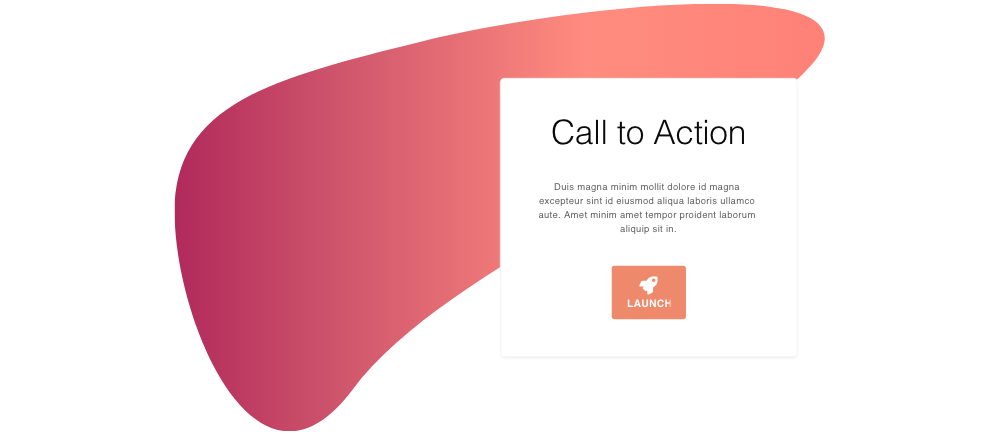 Call to Action
Duis magna minim mollit dolore id magna
excepteur sint id eiusmod aliqua laboris ullamco
aute. Amet minim amet tempor proident laborum
aliquip sit in.
LAUNCH